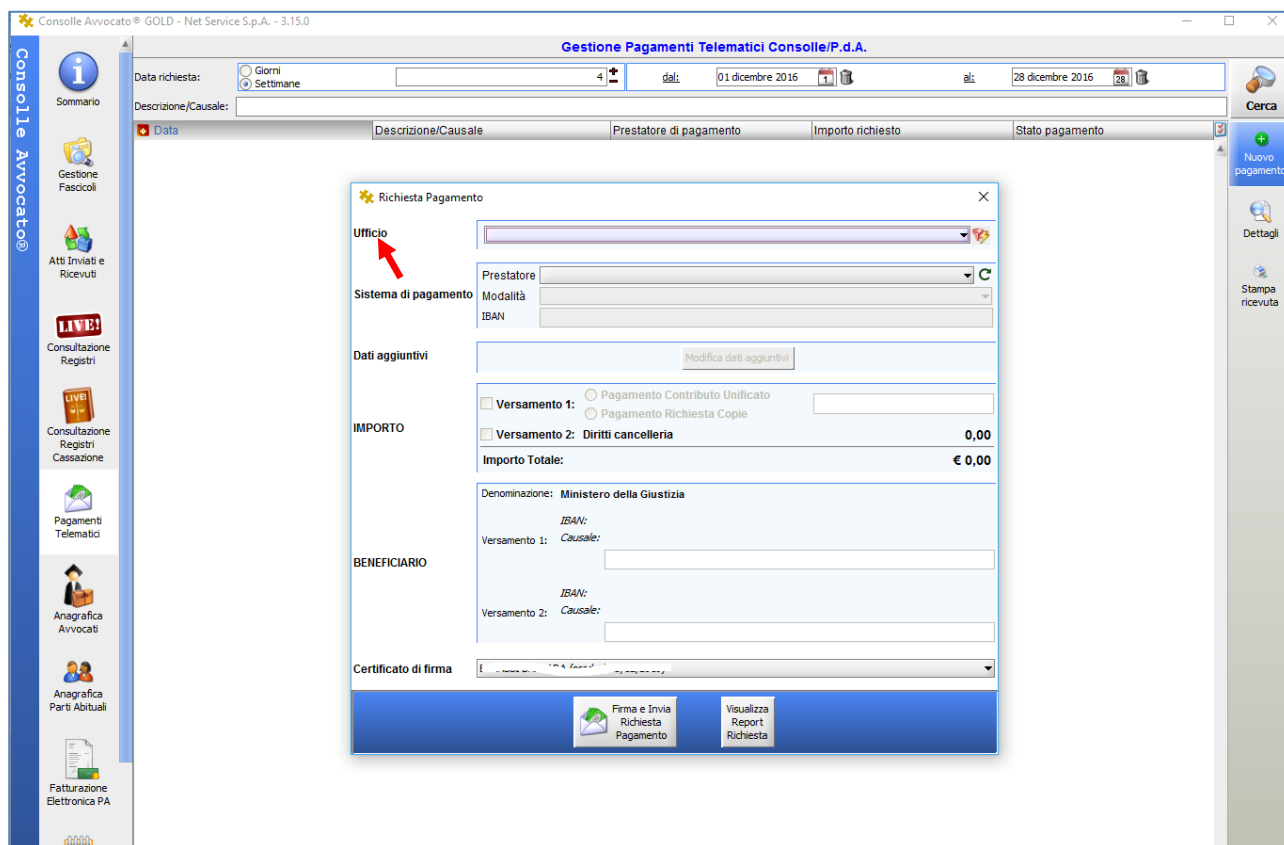 Consolle Avvocato® GOLD - Net Service S.p.A. - 3.15.0
Consolle Avvocato®
Sommario
Gestione
Fascicoli
Atti Inviati e
Ricevuti
LIVE!
Consultazione
Registri
LIVE!
Consultazione
Registri
Cassazione
Pagamenti
Telematici
Anagrafica
Avvocati
Anagrafica
Parti Abituali
Fatturazione
Elettronica PA
Gestione Pagamenti Telematici Consolle/P.d.A.
Data richiesta: Giorni
Settimane
4 dal: 01 dicembre 2016 1 al: 28 dicembre 2016 28
Descrizione/Causale:
Data Descrizione/Causale Prestatore di pagamento Importo richiesto Stato pagamento
Richiesta Pagamento
Ufficio
Sistema di pagamento
Prestatore
Modalità
IBAN
Dati aggiuntivi Modifica dati aggiuntivi
IMPORTO
Versamento 1: Pagamento Contributo Unificato
Pagamento Richiesta Copie
Versamento 2: Diritti cancelleria 0,00
Importo Totale: € 0,00
BENEFICIARIO
Denominazione: Ministero della Giustizia
IBAN:
Versamento 1: Causale:
IBAN:
Versamento 2: Causale:
Certificato di firma
Firma e Invia
Richiesta
Pagamento
Visualizza
Report
Richiesta
Cerca
Nuovo
pagamento
Dettagli
Stampa
ricevuta